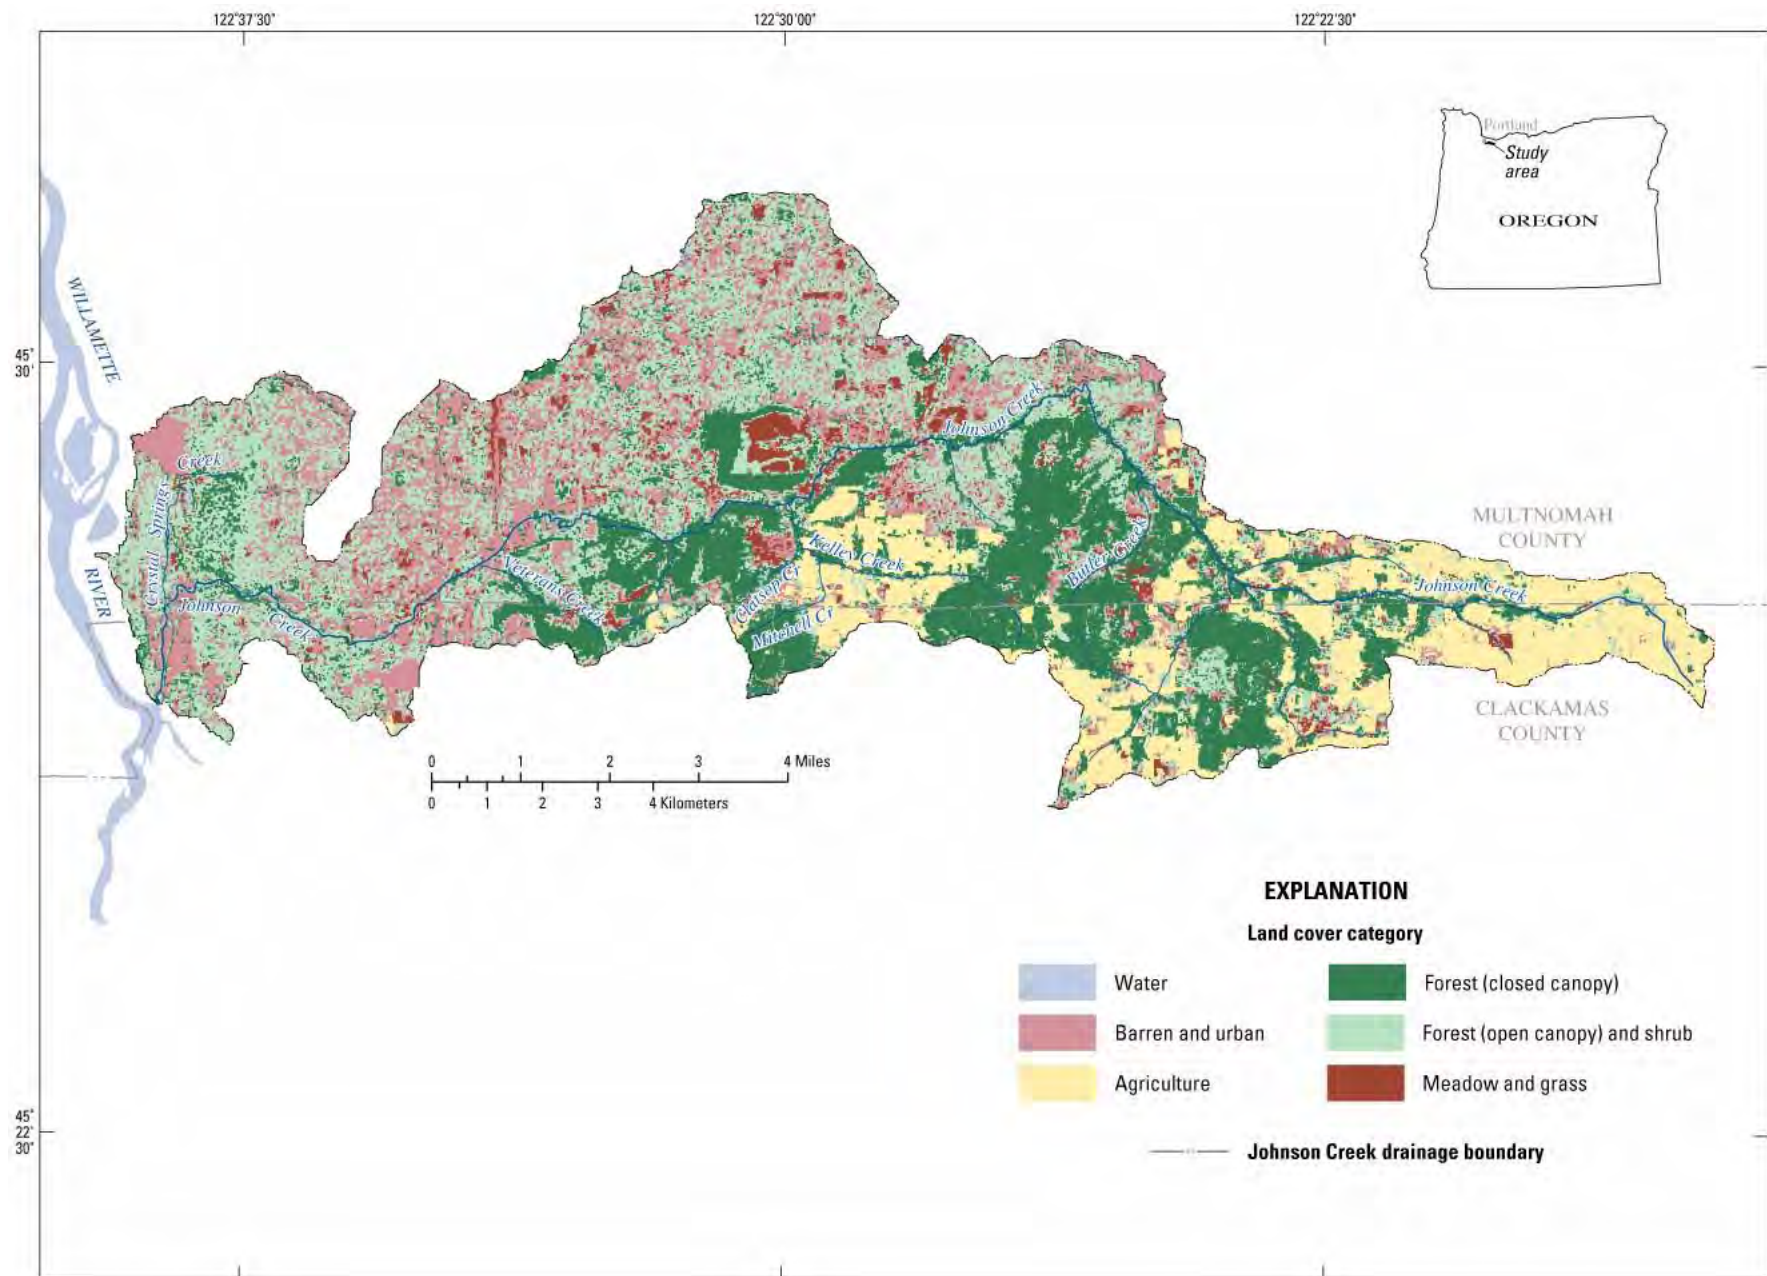 122°37'30"
122°30'00"
122°22'30"
Portland
Study
area
OREGON
WILLAMETTE
RIVER
45°
30'
Johnson Creek
Creek
Crystal Springs
MULTNOMAH
COUNTY
Kelley Creek
Butler Creek
Veterans Creek
Clatsop Cr
Mitchell Cr
Johnson Creek
Johnson
Creek
CLACKAMAS
COUNTY
0 1 2 3 4 Miles
0 1 2 3 4 Kilometers
EXPLANATION
Land cover category
Water
Forest (closed canopy)
Barren and urban
Forest (open canopy) and shrub
Agriculture
Meadow and grass
Johnson Creek drainage boundary
45°
22'
30"